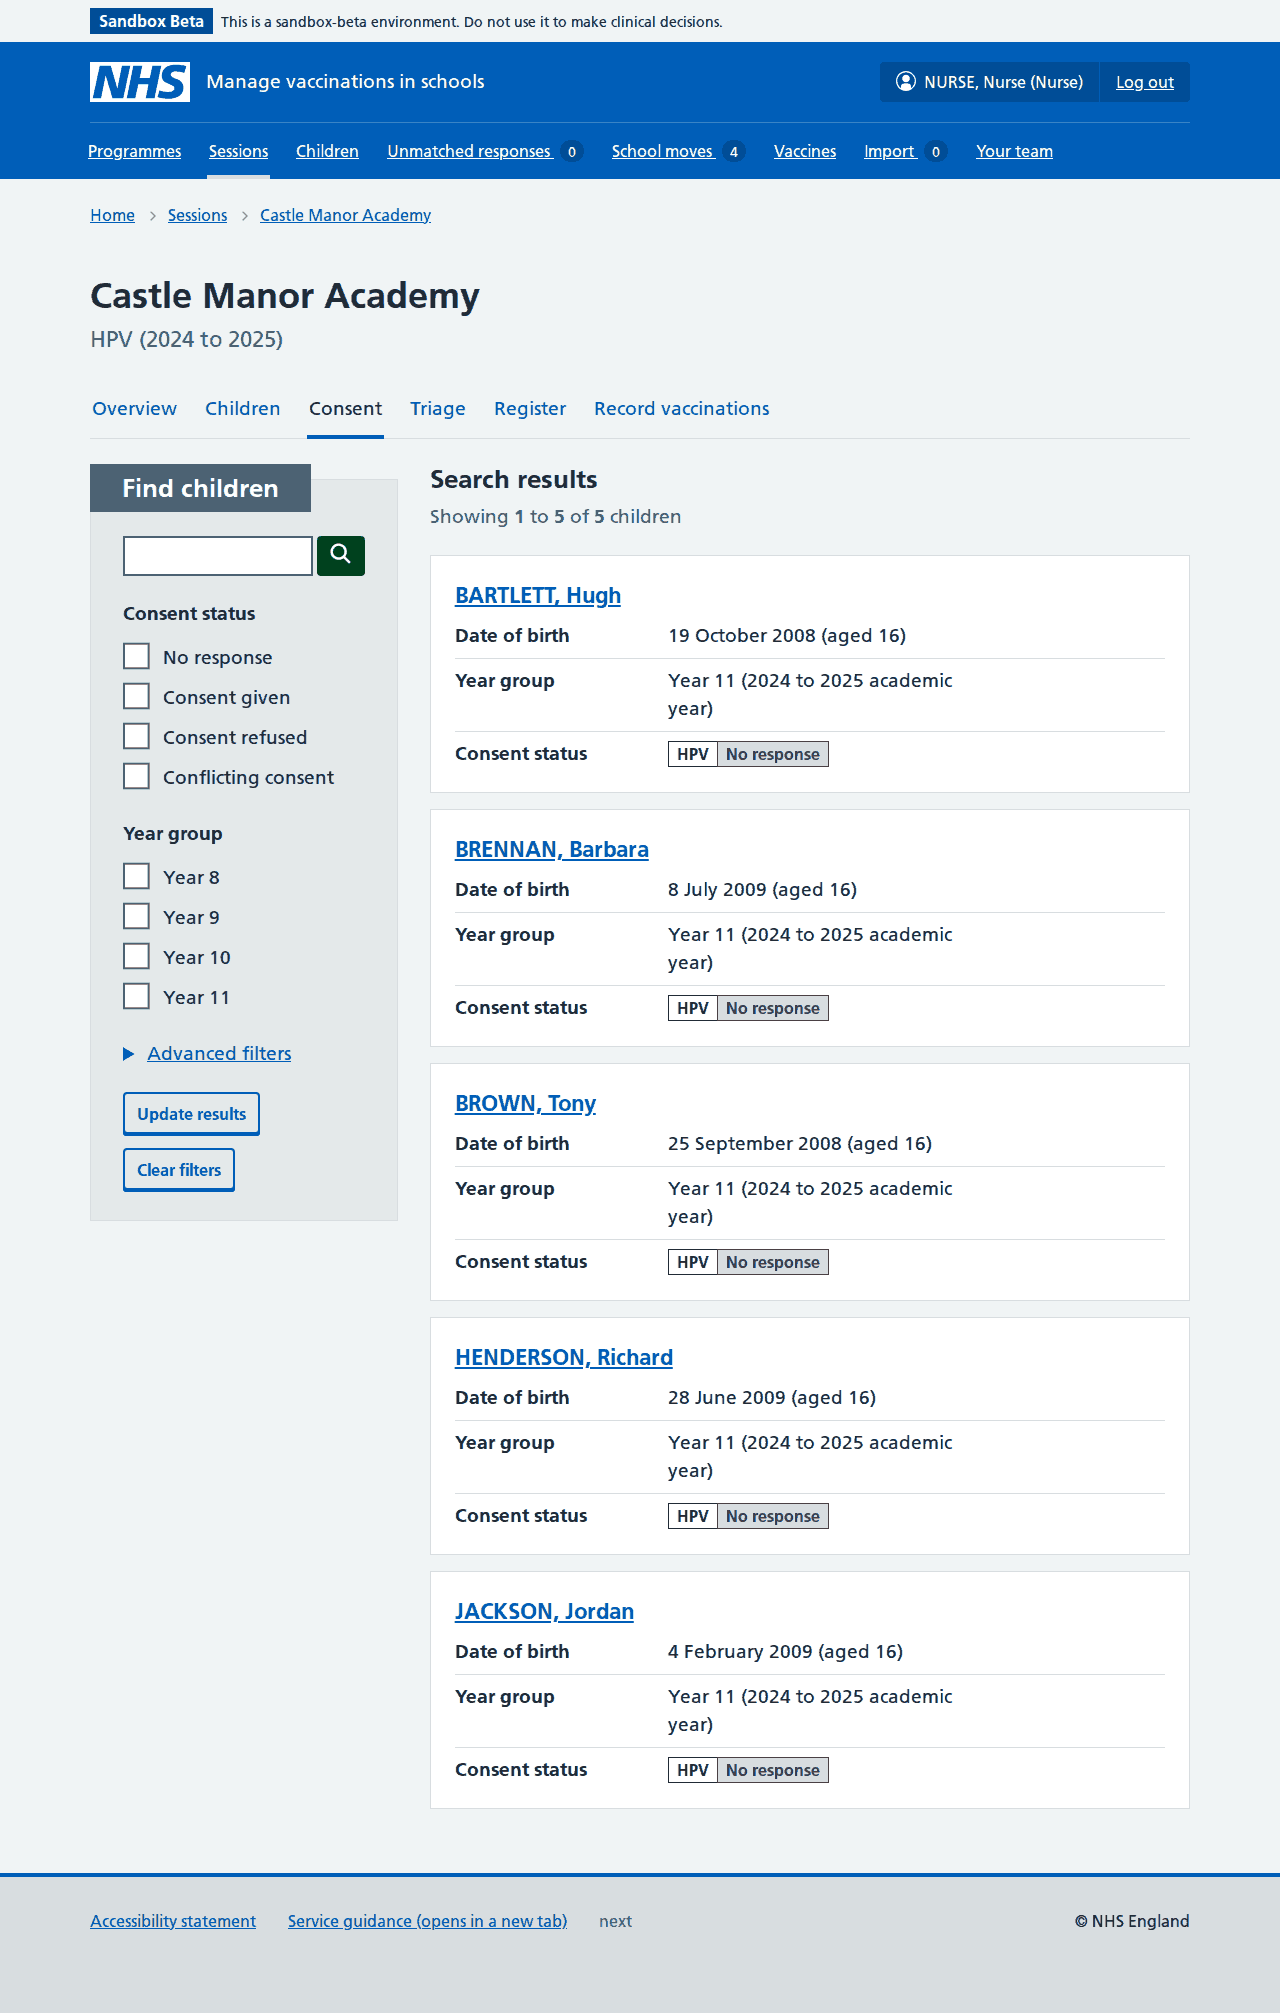 Sandbox Beta This is a sandbox-beta environment. Do not use it to make clinical decisions.
NHS Manage vaccinations in schools NURSE, Nurse (Nurse) Log out
Programmes Sessions Children Unmatched responses 0 School moves 4 Vaccines Import 0 Your team
Home Sessions Castle Manor Academy
Castle Manor Academy
HPV (2024 to 2025)
Overview Children Consent Triage Register Record vaccinations
Find children
Consent status
No response
Consent given
Consent refused
Conflicting consent
Year group
Year 8
Year 9
Year 10
Year 11
Advanced filters
Update results
Clear filters
Search results
Showing 1 to 5 of 5 children
BARTLETT, Hugh
Date of birth 19 October 2008 (aged 16)
Year group Year 11 (2024 to 2025 academic
year)
Consent status HPV No response
BRENNAN, Barbara
Date of birth 8 July 2009 (aged 16)
Year group Year 11 (2024 to 2025 academic
year)
Consent status HPV No response
BROWN, Tony
Date of birth 25 September 2008 (aged 16)
Year group Year 11 (2024 to 2025 academic
year)
Consent status HPV No response
HENDERSON, Richard
Date of birth 28 June 2009 (aged 16)
Year group Year 11 (2024 to 2025 academic
year)
Consent status HPV No response
JACKSON, Jordan
Date of birth 4 February 2009 (aged 16)
Year group Year 11 (2024 to 2025 academic
year)
Consent status HPV No response
Accessibility statement Service guidance (opens in a new tab) next © NHS England